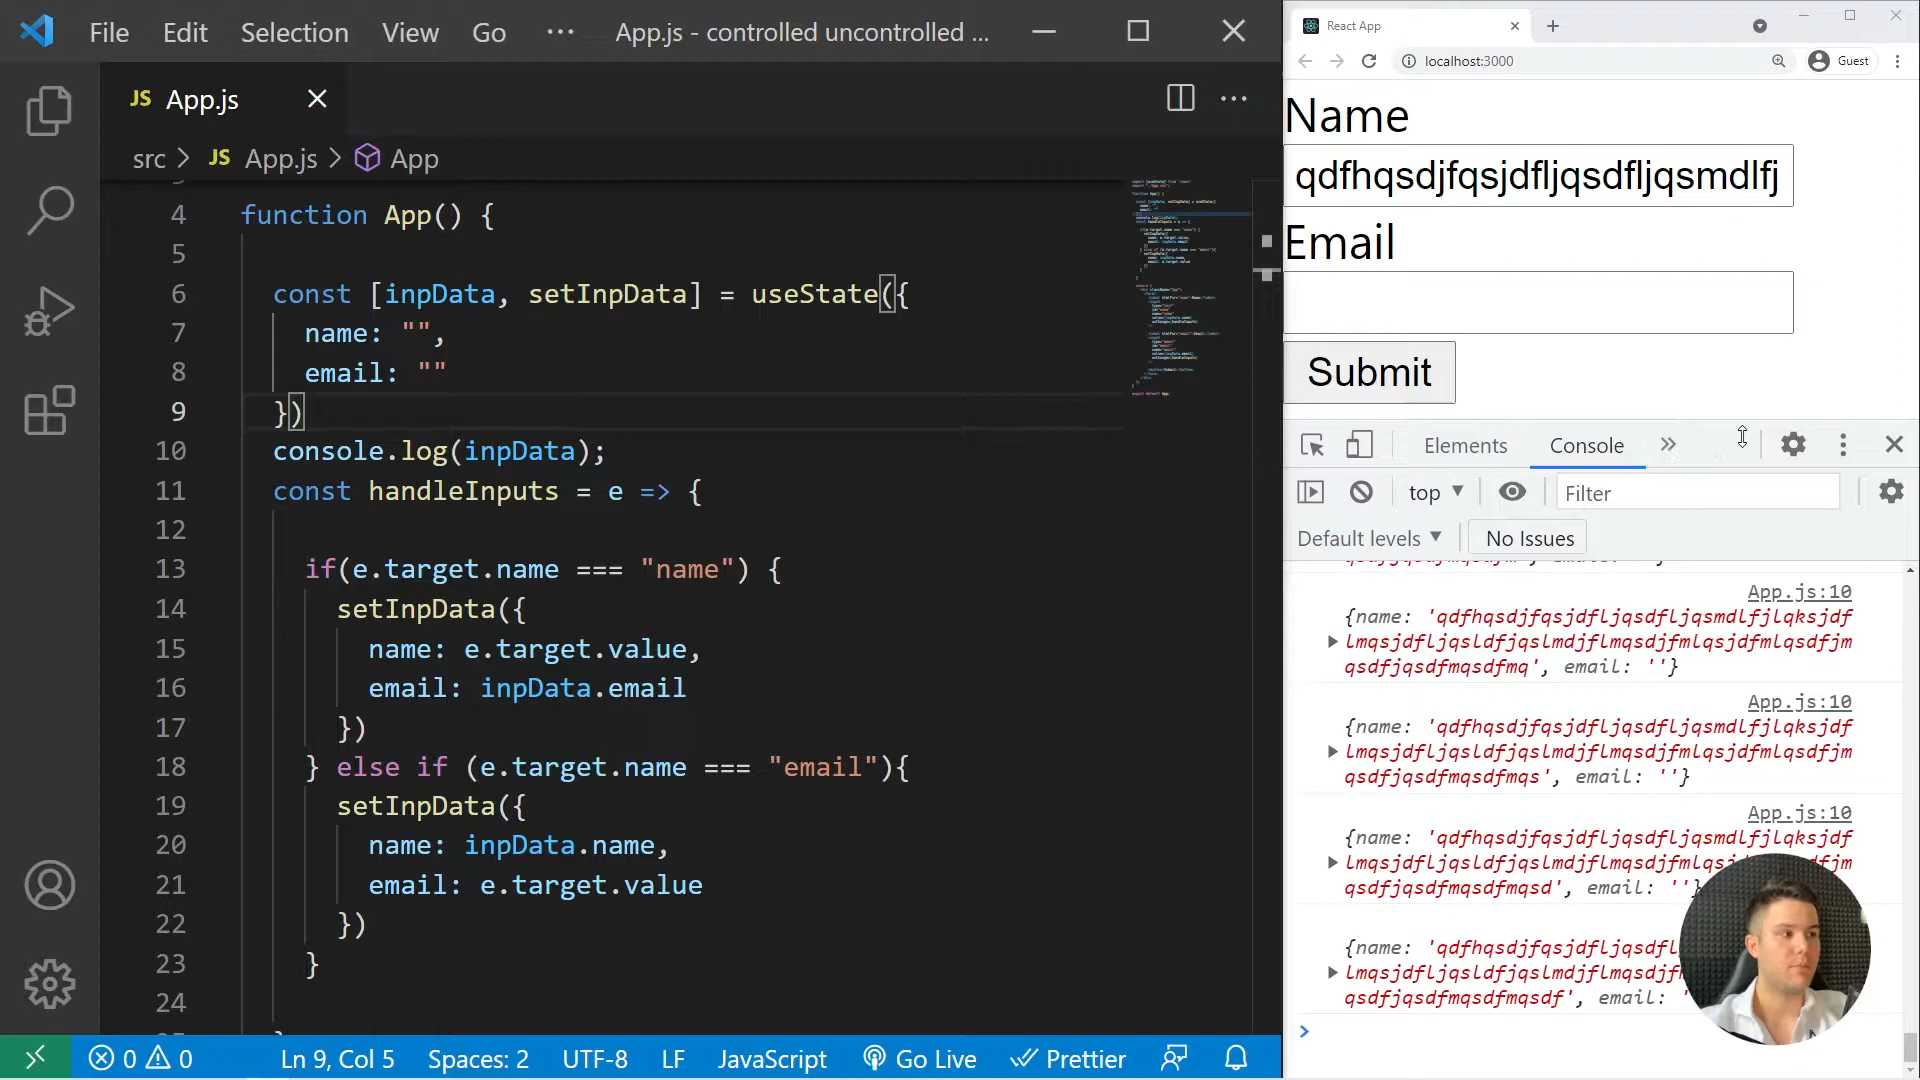 File Edit Selection View Go ··· App.js - controlled uncontrolled ...
JS App.js
src > JS App.js > App
4 function App() {
5
6 const [inpData, setInpData] = useState({
7 name: "",
8 email: ""
9 })
10 console.log(inpData);
11 const handleInputs = e => {
12
13 if(e.target.name === "name") {
14 setInpData({
15 name: e.target.value,
16 email: inpData.email
17 })
18 } else if (e.target.name === "email"){
19 setInpData({
20 name: inpData.name,
21 email: e.target.value
22 })
23 }
24
0 0 Ln 9, Col 5 Spaces: 2 UTF-8 LF JavaScript Go Live Prettier
React App
localhost:3000 Guest
Name
qdfhqsdjfqsjdfljqsdfljqsmdlfj
Email
Submit
Elements Console »
top Filter
Default levels No Issues
App.js:10
{name: 'qdfhqsdjfqsjdfljqsdfljqsmdlfjlqksjdf
lmqsjdfljqsldfjqslmdjflmqsdjfmlqsjdfmlqsdfjm
qsdfjqsdfmqsdfmq', email: ''}
App.js:10
{name: 'qdfhqsdjfqsjdfljqsdfljqsmdlfjlqksjdf
lmqsjdfljqsldfjqslmdjflmqsdjfmlqsjdfmlqsdfjm
qsdfjqsdfmqsdfmqs', email: ''}
App.js:10
{name: 'qdfhqsdjfqsjdfljqsdfljqsmdlfjlqksjdf
qsdfjqsdfmqsdfmqsd', email: ''}
{name:
qsdfjqsdfmqsdfmqsdf', email: '